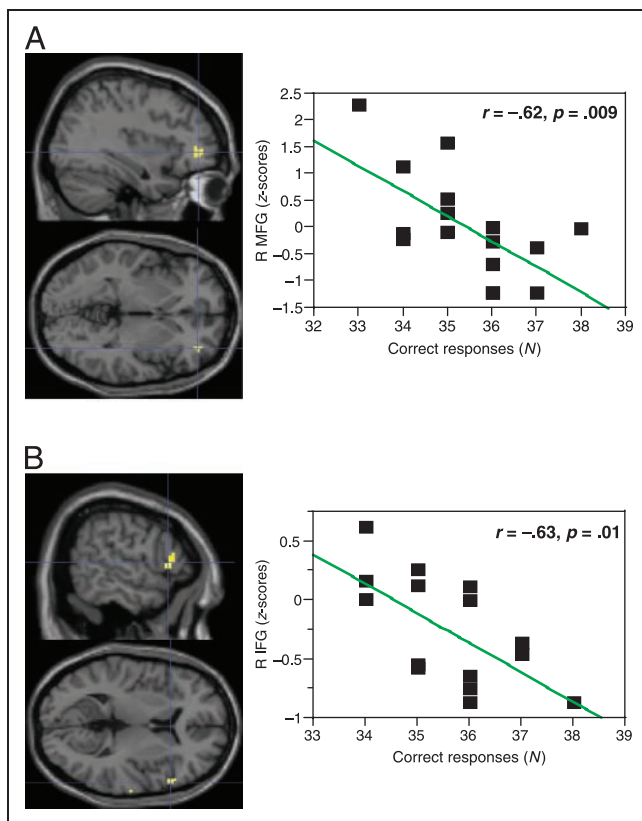 A
r = –.62, p = .009
R MFG (z-scores)
2.5
2
1.5
1
0.5
0
–0.5
–1
–1.5
32 33 34 35 36 37 38 39
Correct responses (N)
B
r = –.63, p = .01
R IFG (z-scores)
0.5
0
–0.5
–1
33 34 35 36 37 38 39
Correct responses (N)